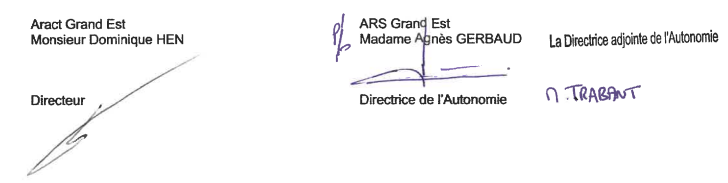 Aract Grand Est
Monsieur Dominique HEN
Directeur
P/o ARS Grand Est
Madame Agnès GERBAUD
Directrice de l'Autonomie
La Directrice adjointe de l'Autonomie
M. TRABANT